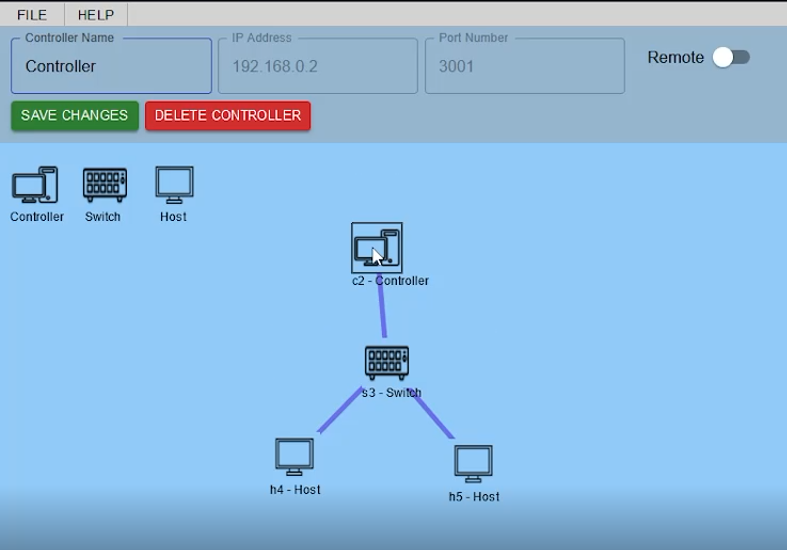 FILE HELP
Controller Name IP Address Port Number
Controller 192.168.0.2 3001 Remote
SAVE CHANGES DELETE CONTROLLER
Controller Switch Host
c2 - Controller
s3 - Switch
h4 - Host
h5 - Host